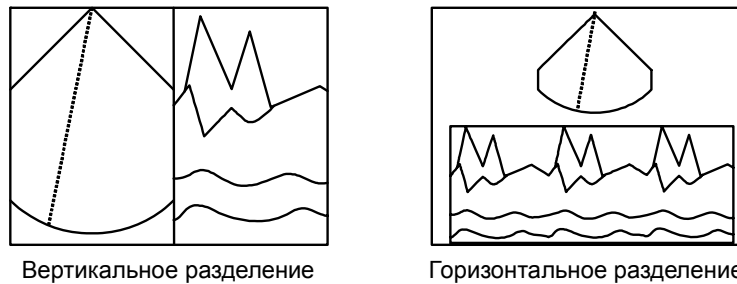 Вертикальное разделение
Горизонтальное разделение